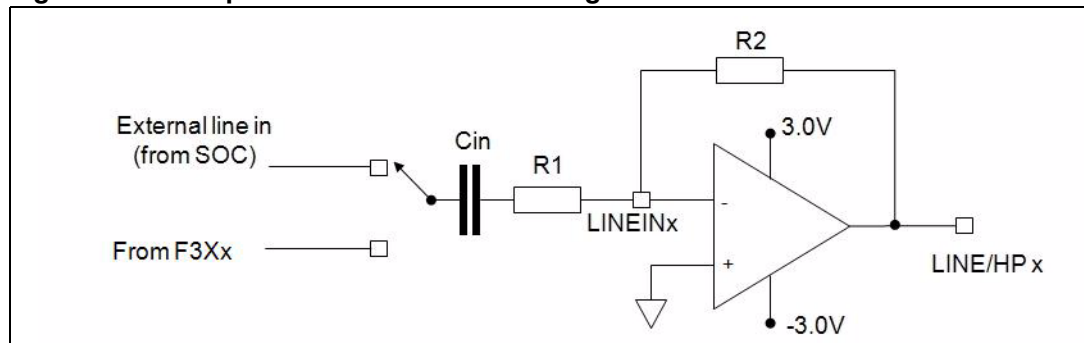 R2
External line in
(from SOC)
Cin
R1
3.0V
-
LINEINx
+
From F3Xx
LINE/HP x
-3.0V